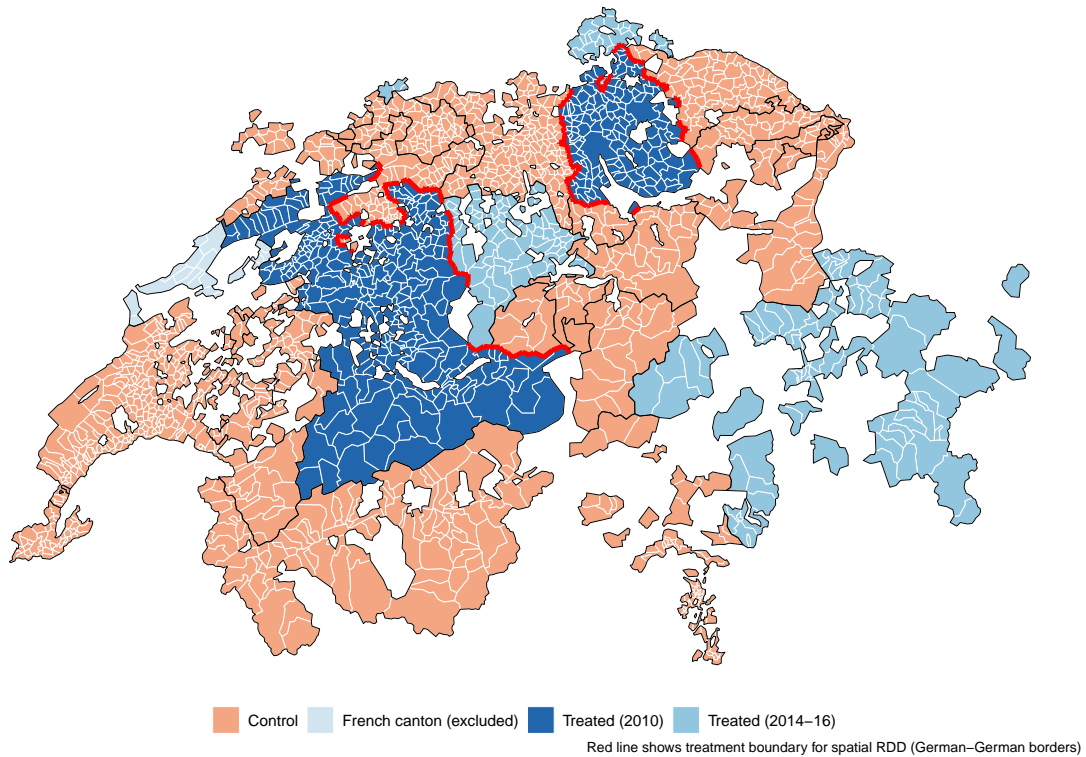 Control French canton (excluded) Treated (2010) Treated (2014–16)
Red line shows treatment boundary for spatial RDD (German–German borders)